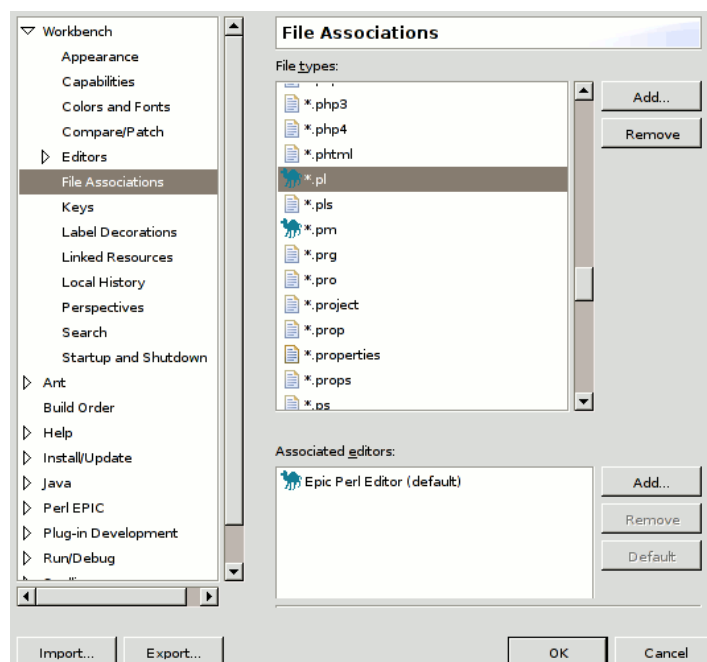 Workbench
Appearance
Capabilities
Colors and Fonts
Compare/Patch
Editors
File Associations
Keys
Label Decorations
Linked Resources
Local History
Perspectives
Search
Startup and Shutdown
Ant
Build Order
Help
Install/Update
Java
Perl EPIC
Plug-in Development
Run/Debug
File Associations
File types:
*.php3
*.php4
*.phtml
*.pl
*.pls
*.pm
*.prg
*.pro
*.project
*.prop
*.properties
*.props
*.ps
Add...
Remove
Associated editors:
Epic Perl Editor (default)
Add...
Remove
Default
Import...
Export...
OK
Cancel